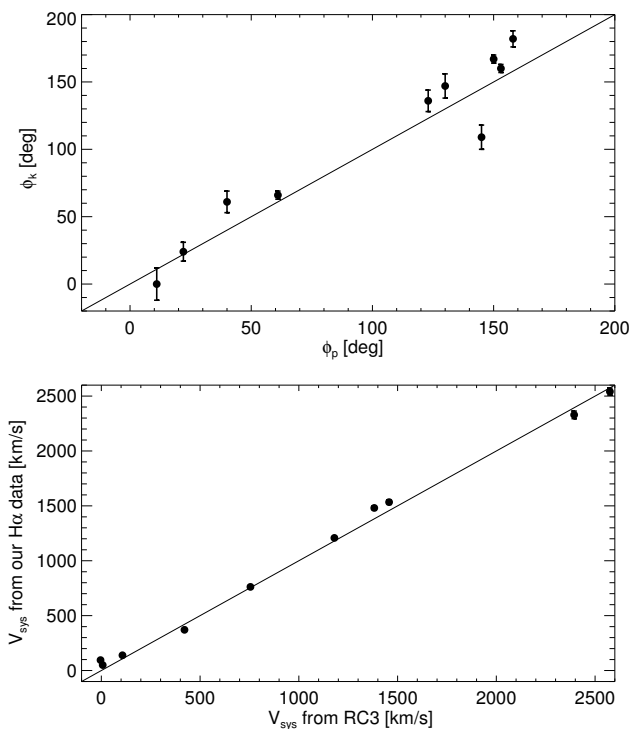 200
150
100
50
0
ϕk [deg]
0 50 100 150 200
ϕp [deg]
2500
2000
1500
1000
500
0
Vsys from our Hα data [km/s]
0 500 1000 1500 2000 2500
Vsys from RC3 [km/s]